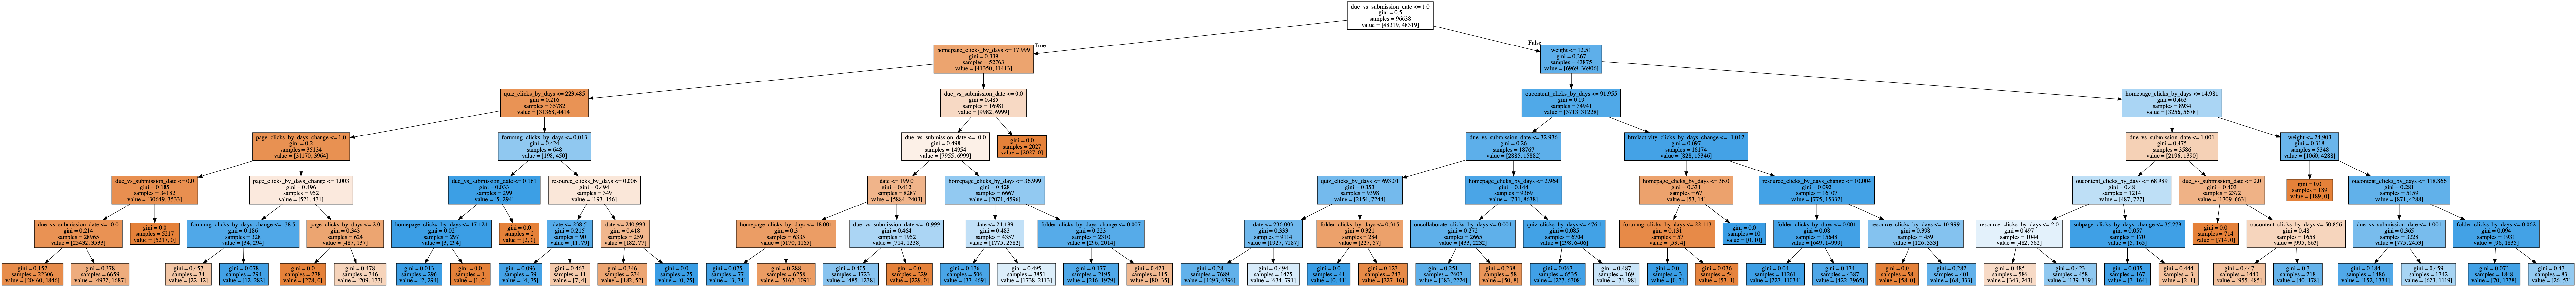 due_vs_submission_date <= 1.0
gini = 0.5
samples = 96638
value = [48319, 48319]
True
False
homepage_clicks_by_days <= 17.999
gini = 0.339
samples = 52763
value = [41350, 11413]
weight <= 12.51
gini = 0.267
samples = 43875
value = [6969, 36906]
quiz_clicks_by_days <= 223.485
gini = 0.216
samples = 35782
value = [31368, 4414]
due_vs_submission_date <= 0.0
gini = 0.485
samples = 16981
value = [9982, 6999]
oucontent_clicks_by_days <= 91.955
gini = 0.19
samples = 34941
value = [3713, 31228]
homepage_clicks_by_days <= 14.981
gini = 0.463
samples = 8934
value = [3256, 5678]
page_clicks_by_days_change <= 1.0
gini = 0.2
samples = 35134
value = [31170, 3964]
forumng_clicks_by_days <= 0.013
gini = 0.424
samples = 648
value = [198, 450]
due_vs_submission_date <= -0.0
gini = 0.498
samples = 14954
value = [7955, 6999]
gini = 0.0
samples = 2027
value = [2027, 0]
due_vs_submission_date <= 32.936
gini = 0.26
samples = 18767
value = [2885, 15882]
htmlactivity_clicks_by_days_change <= -1.012
gini = 0.097
samples = 16174
value = [828, 15346]
due_vs_submission_date <= 1.001
gini = 0.475
samples = 3586
value = [2196, 1390]
weight <= 24.903
gini = 0.318
samples = 5348
value = [1060, 4288]
due_vs_submission_date <= 0.0
gini = 0.185
samples = 34182
value = [30649, 3533]
page_clicks_by_days_change <= 1.003
gini = 0.496
samples = 952
value = [521, 431]
due_vs_submission_date <= 0.161
gini = 0.033
samples = 299
value = [5, 294]
resource_clicks_by_days <= 0.006
gini = 0.494
samples = 349
value = [193, 156]
date <= 199.0
gini = 0.412
samples = 8287
value = [5884, 2403]
homepage_clicks_by_days <= 36.999
gini = 0.428
samples = 6667
value = [2071, 4596]
quiz_clicks_by_days <= 693.01
gini = 0.353
samples = 9398
value = [2154, 7244]
homepage_clicks_by_days <= 2.964
gini = 0.144
samples = 9369
value = [731, 8638]
homepage_clicks_by_days <= 36.0
gini = 0.331
samples = 67
value = [53, 14]
resource_clicks_by_days_change <= 10.004
gini = 0.092
samples = 16107
value = [775, 15332]
oucontent_clicks_by_days <= 68.989
gini = 0.48
samples = 1214
value = [487, 727]
due_vs_submission_date <= 2.0
gini = 0.403
samples = 2372
value = [1709, 663]
gini = 0.0
samples = 189
value = [189, 0]
oucontent_clicks_by_days <= 118.866
gini = 0.281
samples = 5159
value = [871, 4288]
due_vs_submission_date <= -0.0
gini = 0.214
samples = 28965
value = [25432, 3533]
gini = 0.0
samples = 5217
value = [5217, 0]
forumng_clicks_by_days_change <= -38.5
gini = 0.186
samples = 328
value = [34, 294]
page_clicks_by_days <= 2.0
gini = 0.343
samples = 624
value = [487, 137]
homepage_clicks_by_days <= 17.124
gini = 0.02
samples = 297
value = [3, 294]
gini = 0.0
samples = 2
value = [2, 0]
date <= 238.5
gini = 0.215
samples = 90
value = [11, 79]
date <= 240.993
gini = 0.418
samples = 259
value = [182, 77]
homepage_clicks_by_days <= 18.001
gini = 0.3
samples = 6335
value = [5170, 1165]
due_vs_submission_date <= -0.999
gini = 0.464
samples = 1952
value = [714, 1238]
date <= 24.189
gini = 0.483
samples = 4357
value = [1775, 2582]
folder_clicks_by_days_change <= 0.007
gini = 0.223
samples = 2310
value = [296, 2014]
date <= 236.003
gini = 0.333
samples = 9114
value = [1927, 7187]
folder_clicks_by_days <= 0.315
gini = 0.321
samples = 284
value = [227, 57]
oucollaborate_clicks_by_days <= 0.001
gini = 0.272
samples = 2665
value = [433, 2232]
quiz_clicks_by_days <= 476.1
gini = 0.085
samples = 6704
value = [298, 6406]
forumng_clicks_by_days <= 22.113
gini = 0.131
samples = 57
value = [53, 4]
gini = 0.0
samples = 10
value = [0, 10]
folder_clicks_by_days <= 0.001
gini = 0.08
samples = 15648
value = [649, 14999]
resource_clicks_by_days <= 10.999
gini = 0.398
samples = 459
value = [126, 333]
resource_clicks_by_days <= 2.0
gini = 0.497
samples = 1044
value = [482, 562]
subpage_clicks_by_days_change <= 35.279
gini = 0.057
samples = 170
value = [5, 165]
gini = 0.0
samples = 714
value = [714, 0]
oucontent_clicks_by_days <= 50.856
gini = 0.48
samples = 1658
value = [995, 663]
due_vs_submission_date <= 1.001
gini = 0.365
samples = 3228
value = [775, 2453]
folder_clicks_by_days <= 0.062
gini = 0.094
samples = 1931
value = [96, 1835]
gini = 0.152
samples = 22306
value = [20460, 1846]
gini = 0.378
samples = 6659
value = [4972, 1687]
gini = 0.457
samples = 34
value = [22, 12]
gini = 0.078
samples = 294
value = [12, 282]
gini = 0.0
samples = 278
value = [278, 0]
gini = 0.478
samples = 346
value = [209, 137]
gini = 0.013
samples = 296
value = [2, 294]
gini = 0.0
samples = 1
value = [1, 0]
gini = 0.096
samples = 79
value = [4, 75]
gini = 0.463
samples = 11
value = [7, 4]
gini = 0.346
samples = 234
value = [182, 52]
gini = 0.0
samples = 25
value = [0, 25]
gini = 0.075
samples = 77
value = [3, 74]
gini = 0.288
samples = 6258
value = [5167, 1091]
gini = 0.405
samples = 1723
value = [485, 1238]
gini = 0.0
samples = 229
value = [229, 0]
gini = 0.136
samples = 506
value = [37, 469]
gini = 0.495
samples = 3851
value = [1738, 2113]
gini = 0.177
samples = 2195
value = [216, 1979]
gini = 0.423
samples = 115
value = [80, 35]
gini = 0.28
samples = 7689
value = [1293, 6396]
gini = 0.494
samples = 1425
value = [634, 791]
gini = 0.0
samples = 41
value = [0, 41]
gini = 0.123
samples = 243
value = [227, 16]
gini = 0.251
samples = 2607
value = [383, 2224]
gini = 0.238
samples = 58
value = [50, 8]
gini = 0.067
samples = 6535
value = [227, 6308]
gini = 0.487
samples = 169
value = [71, 98]
gini = 0.0
samples = 3
value = [0, 3]
gini = 0.036
samples = 54
value = [53, 1]
gini = 0.04
samples = 11261
value = [227, 11034]
gini = 0.174
samples = 4387
value = [422, 3965]
gini = 0.0
samples = 58
value = [58, 0]
gini = 0.282
samples = 401
value = [68, 333]
gini = 0.485
samples = 586
value = [343, 243]
gini = 0.423
samples = 458
value = [139, 319]
gini = 0.035
samples = 167
value = [3, 164]
gini = 0.444
samples = 3
value = [2, 1]
gini = 0.447
samples = 1440
value = [955, 485]
gini = 0.3
samples = 218
value = [40, 178]
gini = 0.184
samples = 1486
value = [152, 1334]
gini = 0.459
samples = 1742
value = [623, 1119]
gini = 0.073
samples = 1848
value = [70, 1778]
gini = 0.43
samples = 83
value = [26, 57]